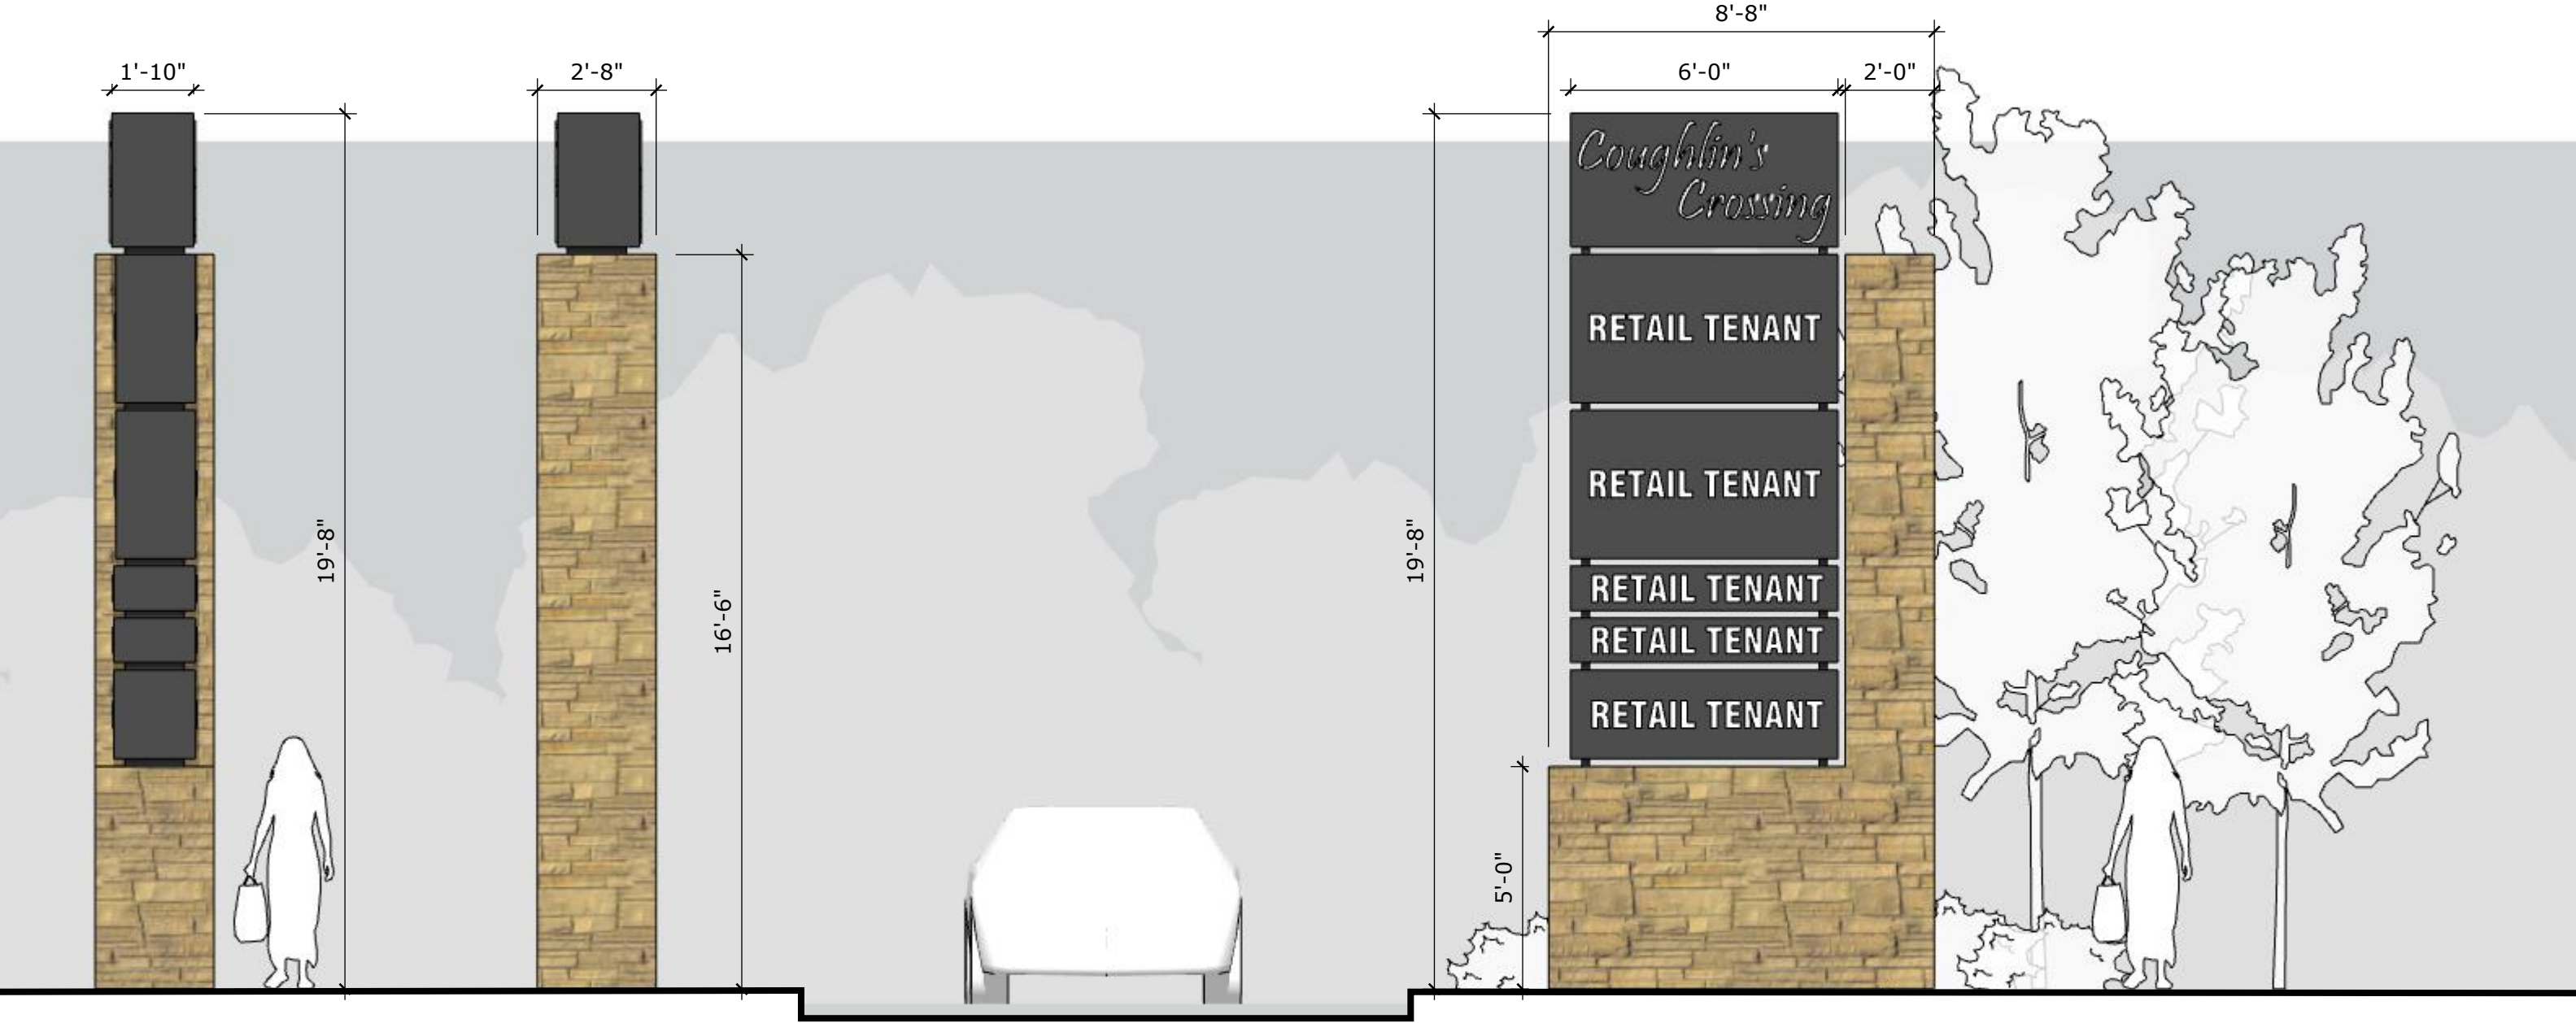 8'-8"
1'-10"
2'-8"
6'-0"
2'-0"
Coughlin's
Crossing
RETAIL TENANT
RETAIL TENANT
19'-8"
19'-8"
RETAIL TENANT
16'-6"
RETAIL TENANT
RETAIL TENANT
5'-0"